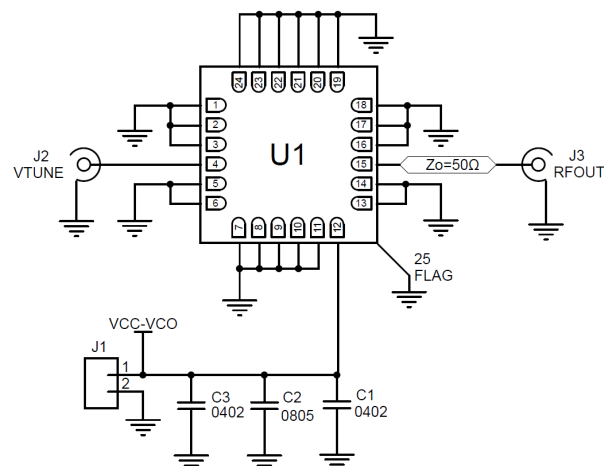 24 23 22 21 20 19
1
2
3
4
5
6
18
17
16
15
14
13
U1
7 8 9 10 11 12
J2
VTUNE
Zo=50Ω
J3
RFOUT
25
FLAG
VCC-VCO
J1
1
2
C3
0402
C2
0805
C1
0402